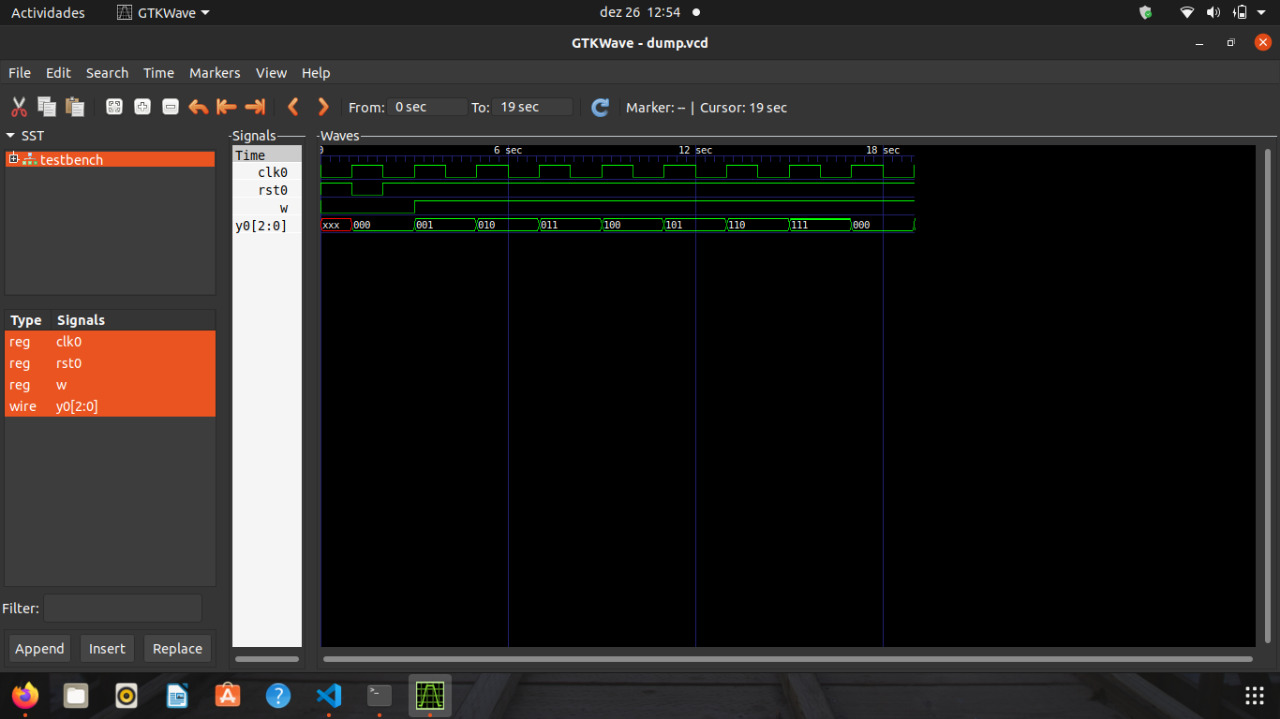 Actividades GTKWave dez 26 12:54
GTKWave - dump.vcd
File Edit Search Time Markers View Help
From: 0 sec To: 19 sec Marker: -- | Cursor: 19 sec
SST
testbench
Type Signals
reg clk0
reg rst0
reg w
wire y0[2:0]
Filter:
Append Insert Replace
Signals
Time
clk0
rst0
w
y0[2:0]
Waves
0 6 sec 12 sec 18 sec
xxx 000 001 010 011 100 101 110 111 000